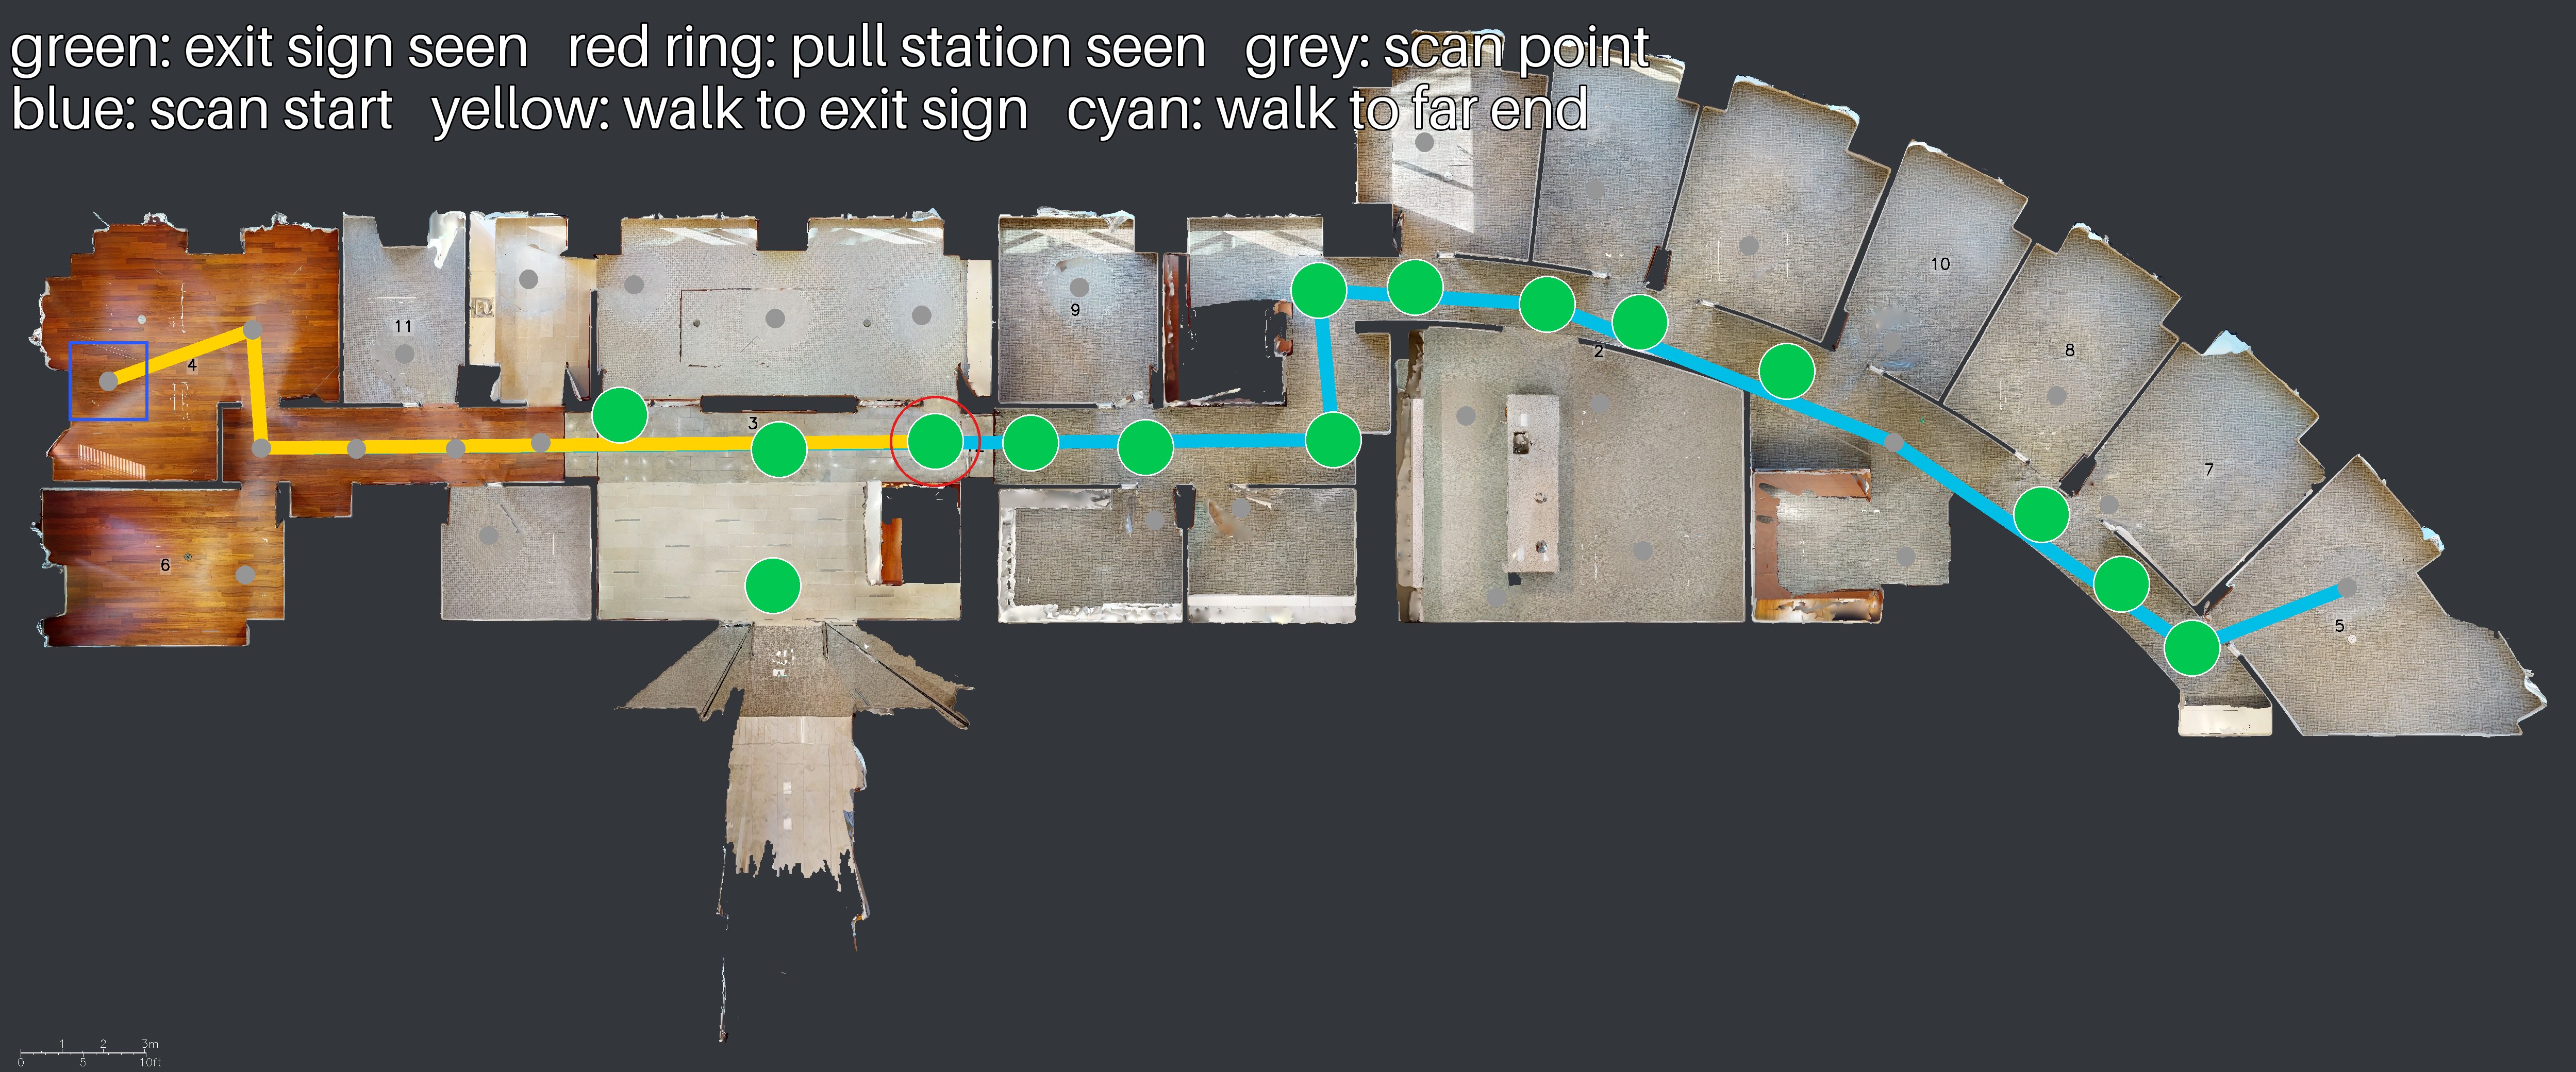 green: exit sign seen red ring: pull station seen grey: scan point
blue: scan start yellow: walk to exit sign cyan: walk to far end
10
11
9
4
2
8
3
7
6
5
1 2 3m
0 5 10ft